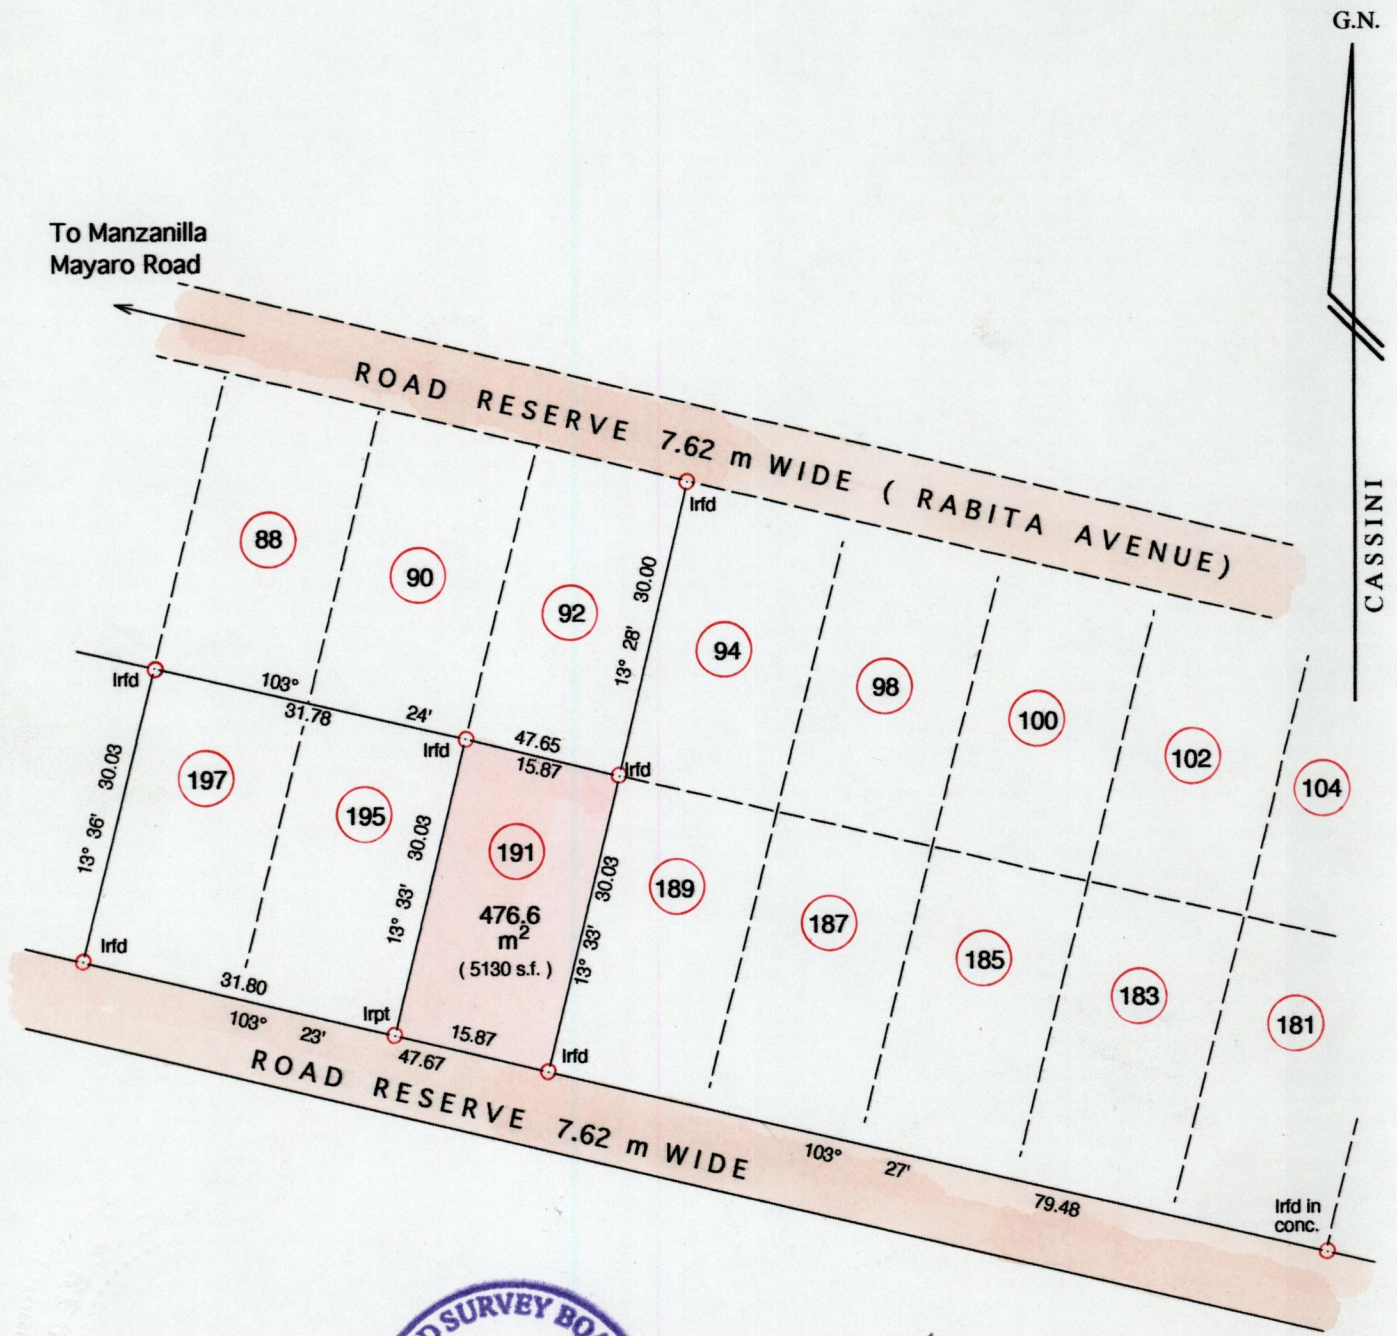 G.N.
CASSINI
To Manzanilla
Mayaro Road
ROAD RESERVE 7.62 m WIDE ( RABITA AVENUE)
Irfd
88
90
92
94
98
100
102
104
30.00
13° 28'
Irfd
103°
24'
31.78
Irfd
47.65
15.87
Irfd
30.03
13° 36'
197
195
30.03
13° 33'
191
476.6
m²
( 5130 s.f. )
30.03
13° 33'
189
187
185
183
181
Irfd
31.80
103° 23'
Irpt
15.87
47.67
Irfd
103° 27'
79.48
Irfd in
conc.
ROAD RESERVE 7.62 m WIDE
SURVEY